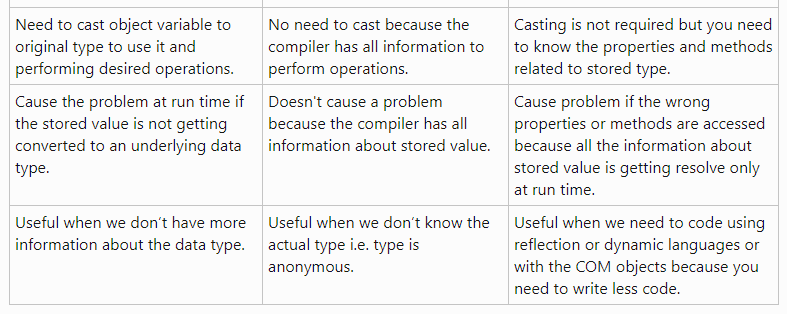 Need to cast object variable to
original type to use it and
performing desired operations.
No need to cast because the
compiler has all information to
perform operations.
Casting is not required but you need
to know the properties and methods
related to stored type.
Cause the problem at run time if
the stored value is not getting
converted to an underlying data
type.
Doesn't cause a problem
because the compiler has all
information about stored value.
Cause problem if the wrong
properties or methods are accessed
because all the information about
stored value is getting resolve only
at run time.
Useful when we don't have more
information about the data type.
Useful when we don't know the
actual type i.e. type is
anonymous.
Useful when we need to code using
reflection or dynamic languages or
with the COM objects because you
need to write less code.